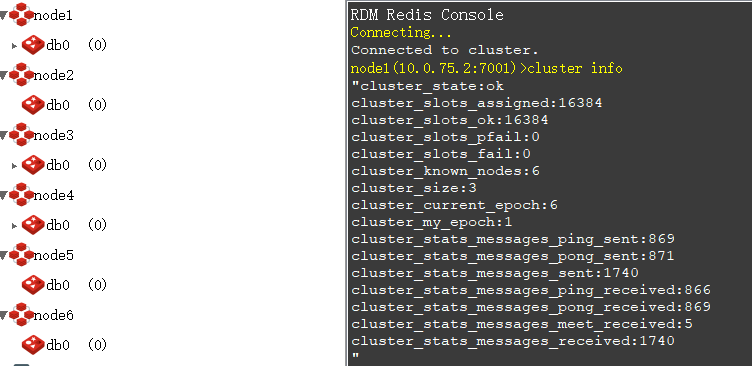 node1
db0 (0)
node2
db0 (0)
node3
db0 (0)
node4
db0 (0)
node5
db0 (0)
node6
db0 (0)
RDM Redis Console
Connecting...
Connected to cluster.
node1(10.0.75.2:7001)>cluster info
"cluster_state:ok
cluster_slots_assigned:16384
cluster_slots_ok:16384
cluster_slots_pfail:0
cluster_slots_fail:0
cluster_known_nodes:6
cluster_size:3
cluster_current_epoch:6
cluster_my_epoch:1
cluster_stats_messages_ping_sent:869
cluster_stats_messages_pong_sent:871
cluster_stats_messages_sent:1740
cluster_stats_messages_ping_received:866
cluster_stats_messages_pong_received:869
cluster_stats_messages_meet_received:5
cluster_stats_messages_received:1740
"